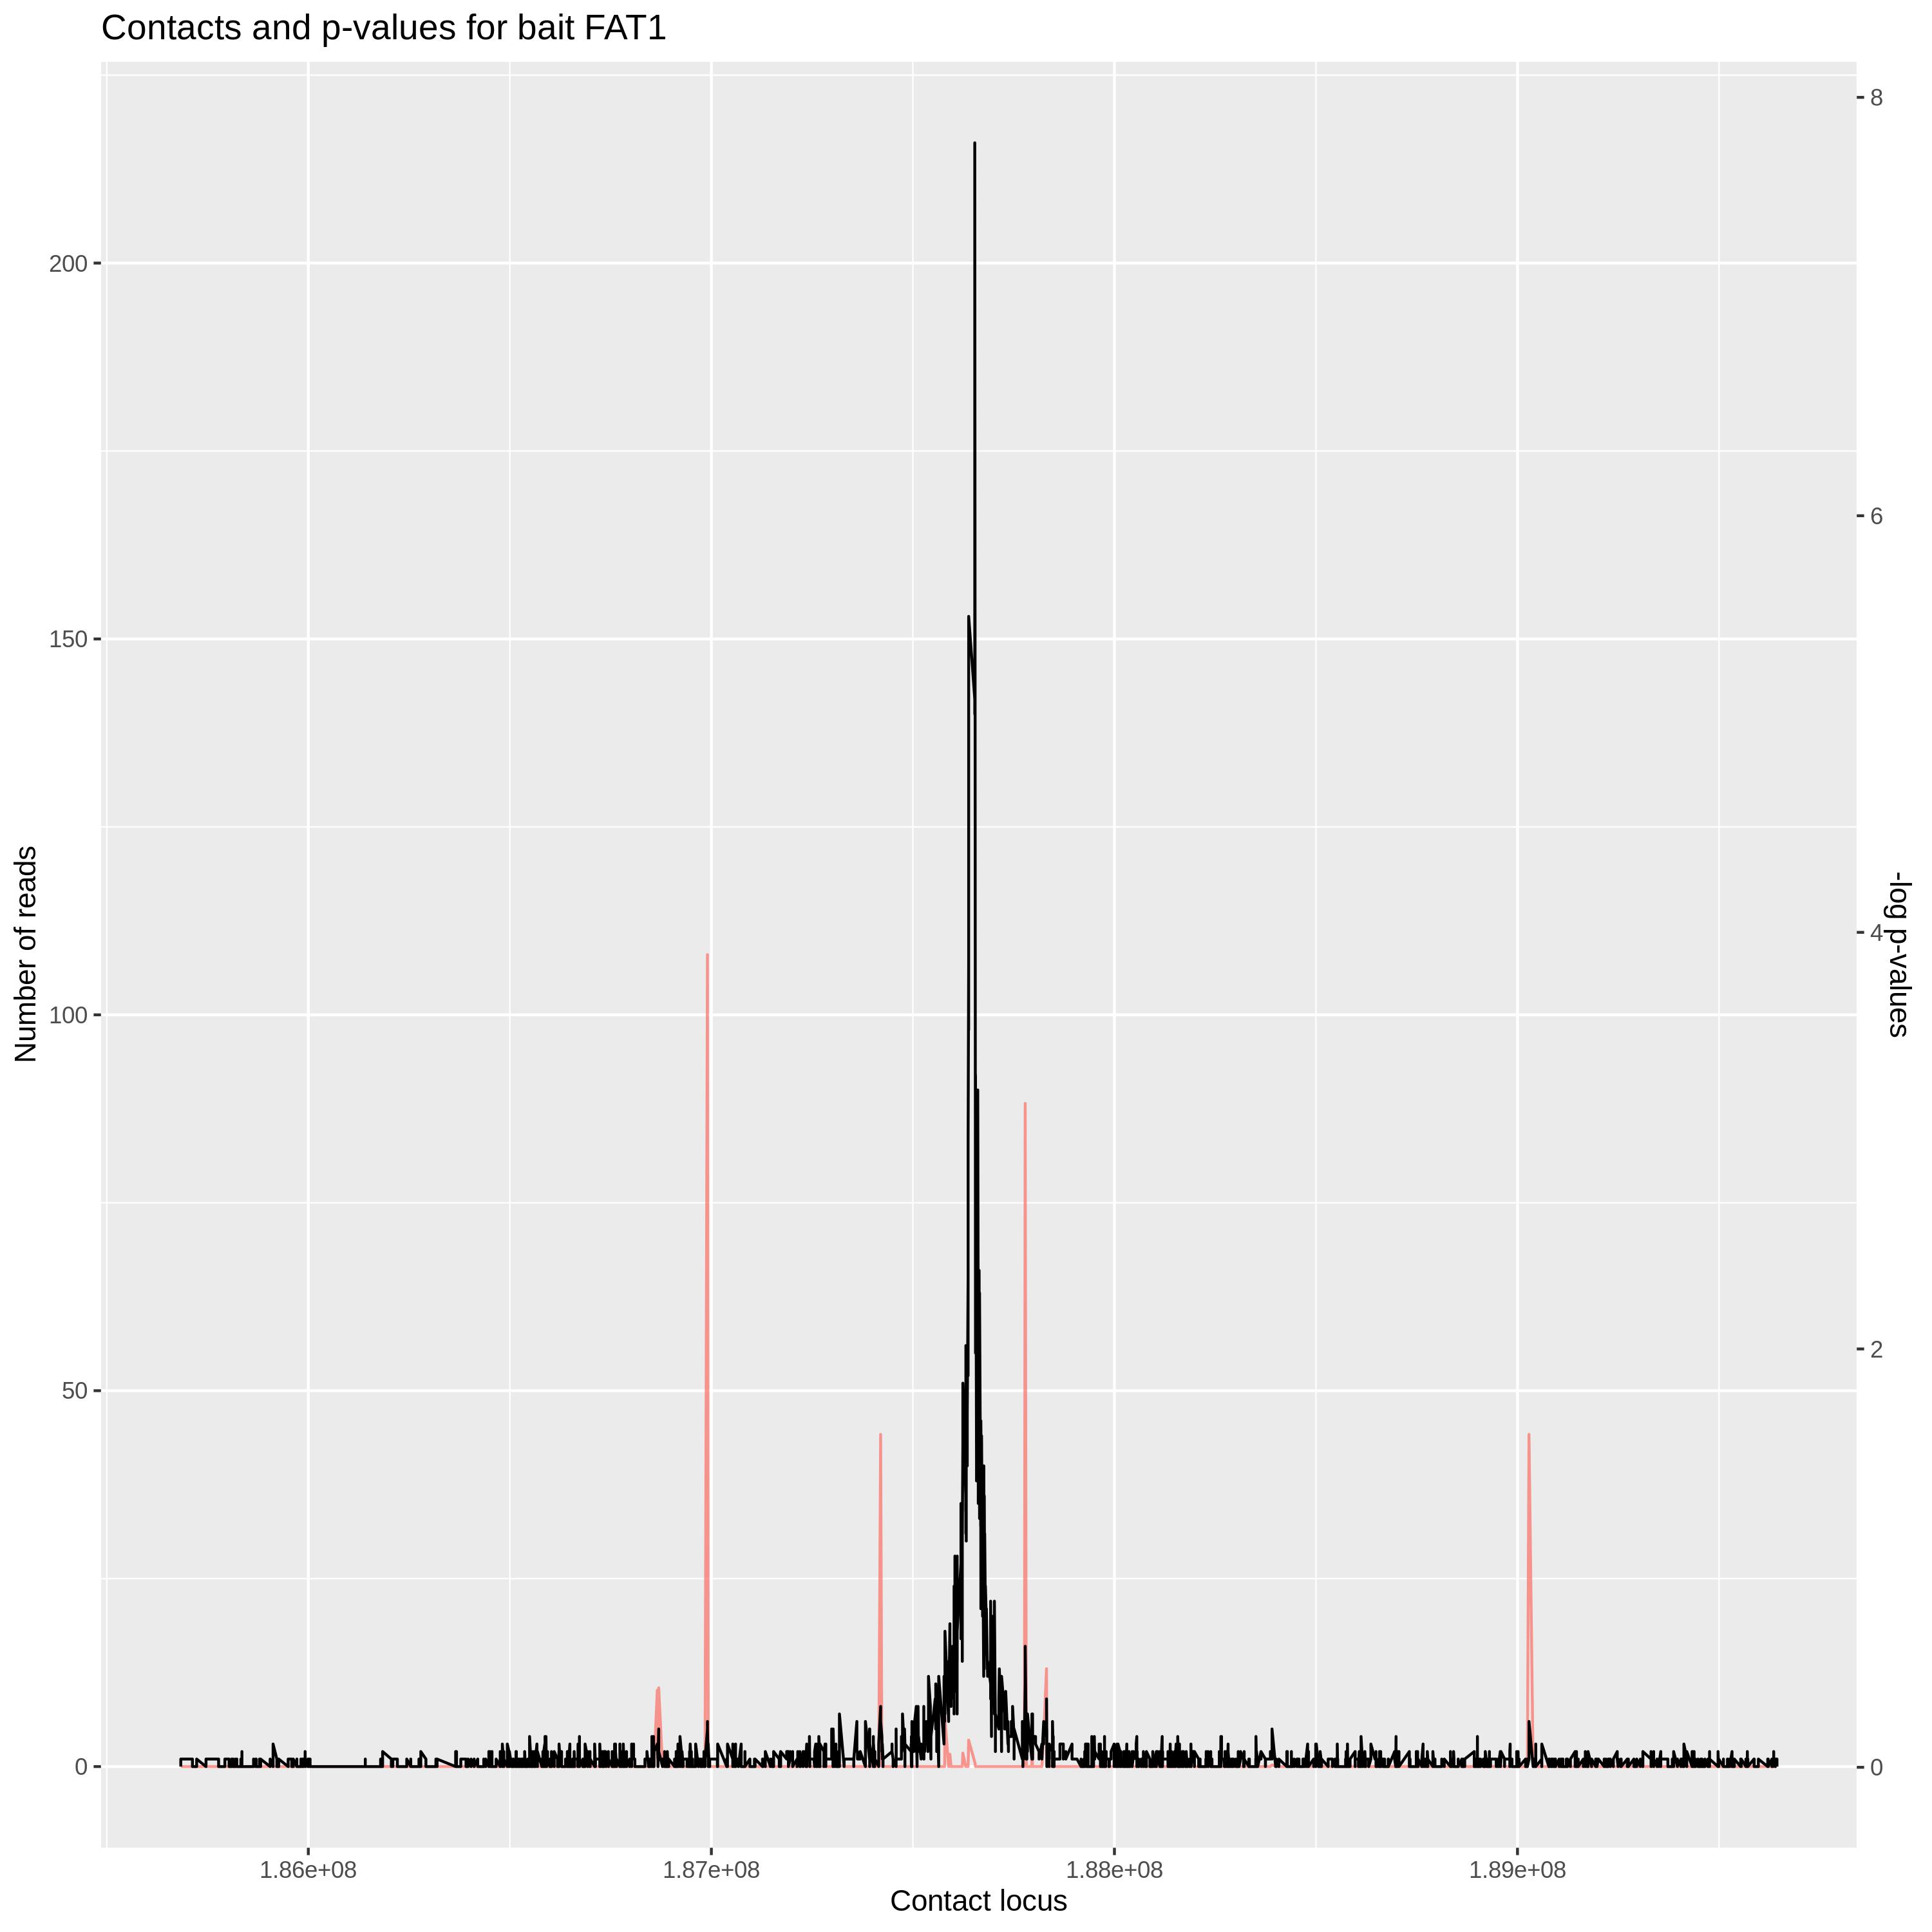 Contacts and p-values for bait FAT1
Number of reads
200
150
100
50
0
8
6
4
2
0
-log p-values
1.86e+08
1.87e+08
1.88e+08
1.89e+08
Contact locus